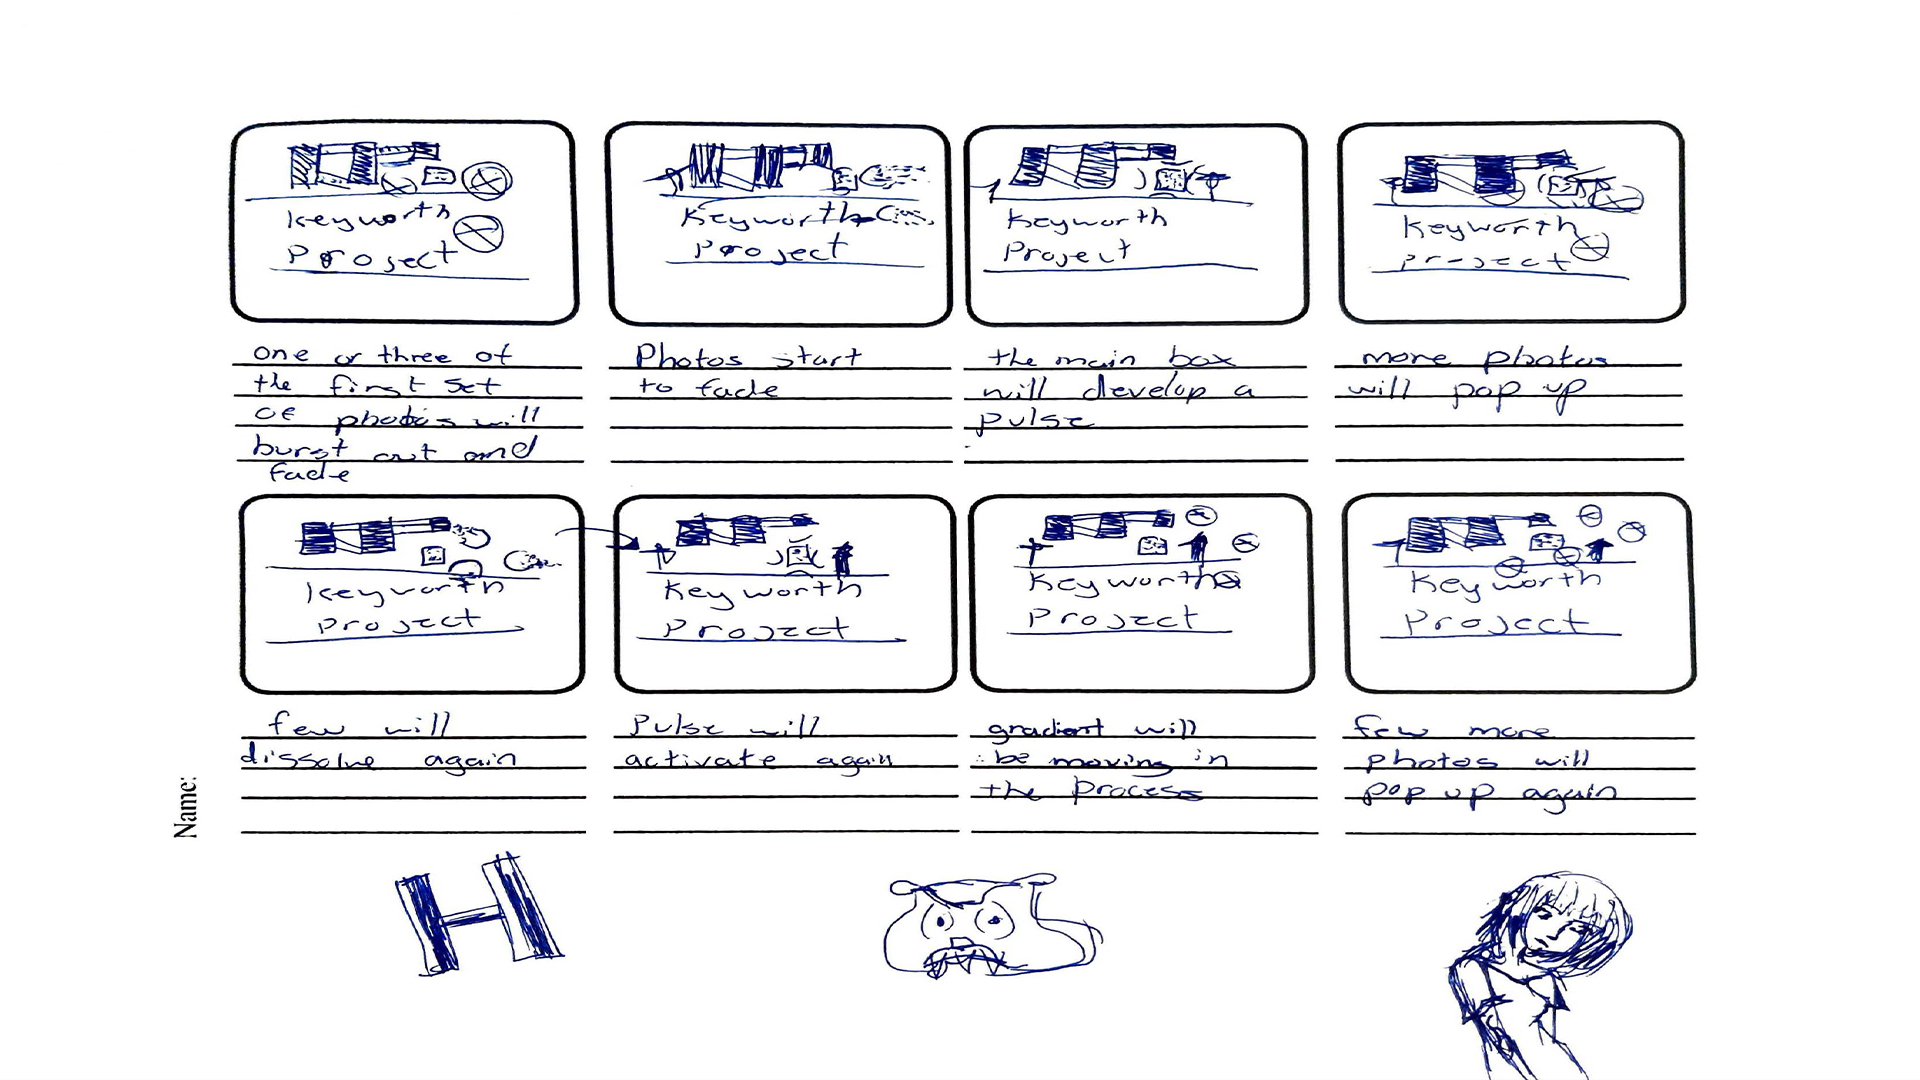 Keyworth
Project
Keyworth
Project
Keyworth
Project
Keyworth
Project
one or three of
the first set
of photos will
burst out and
fade
Photos start
to fade
the main box
will develop a
pulse
more photos
will pop up
Keyworth
Project
Keyworth
Project
Keyworth
Project
Keyworth
Project
few will
dissolve again
Pulse will
activate again
gradient will
be moving in
the process
few more
photos will
pop up again
Name:
H